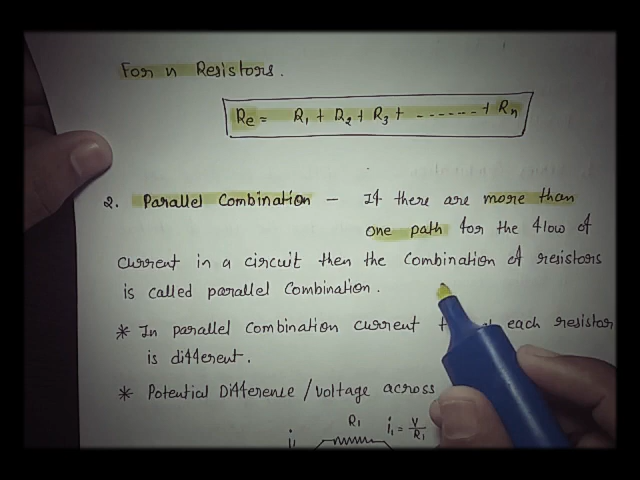 For n Resistors.
Re = R1 + R2 + R3 + ....... + Rn
2. Parallel Combination – If there are more than
one path for the flow of
current in a circuit then the combination of resistors
is called parallel combination.
* In parallel combination current each resistor
is different.
* Potential Difference / voltage across
R1 i1 = V/R1
i1